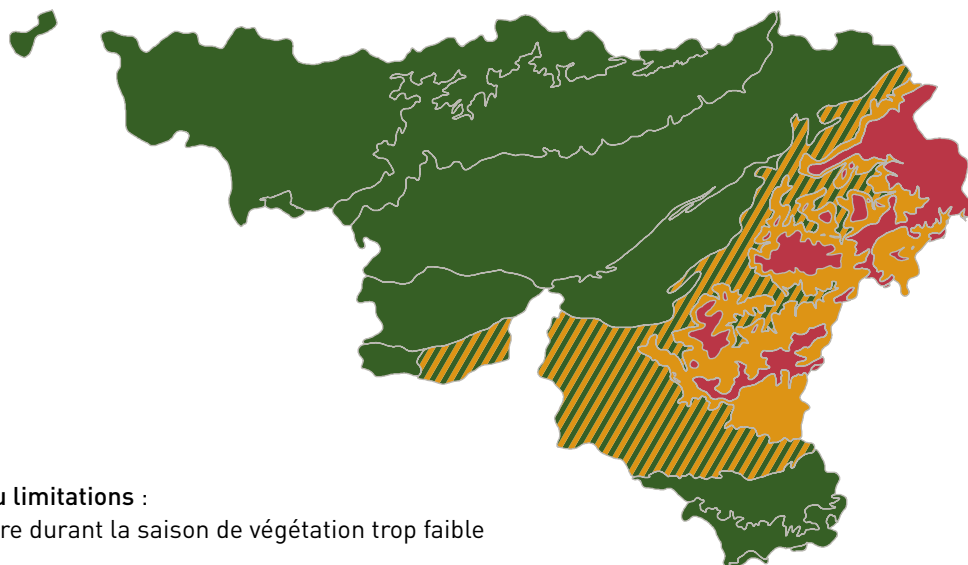 u limitations :
re durant la saison de végétation trop faible